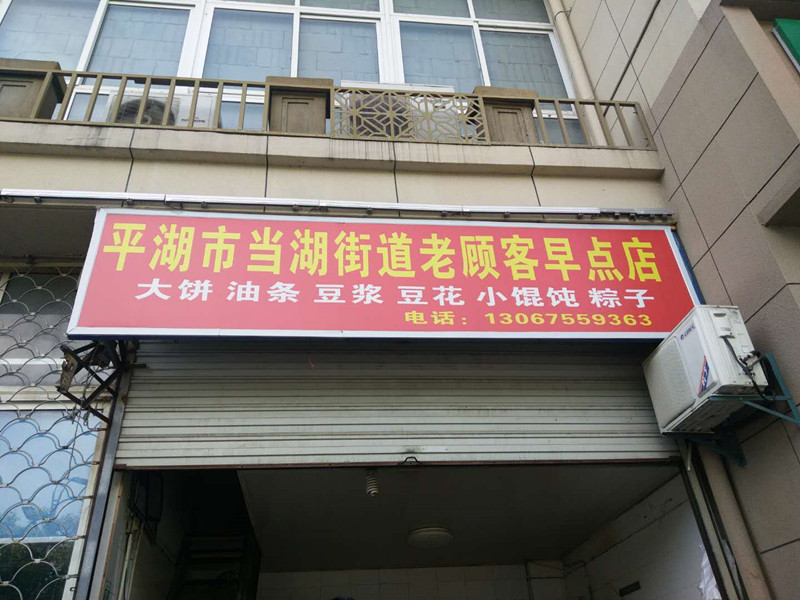 平湖市当湖街道老顾客早点店
大饼 油条 豆浆 豆花 小馄饨 粽子
电话：13067559363